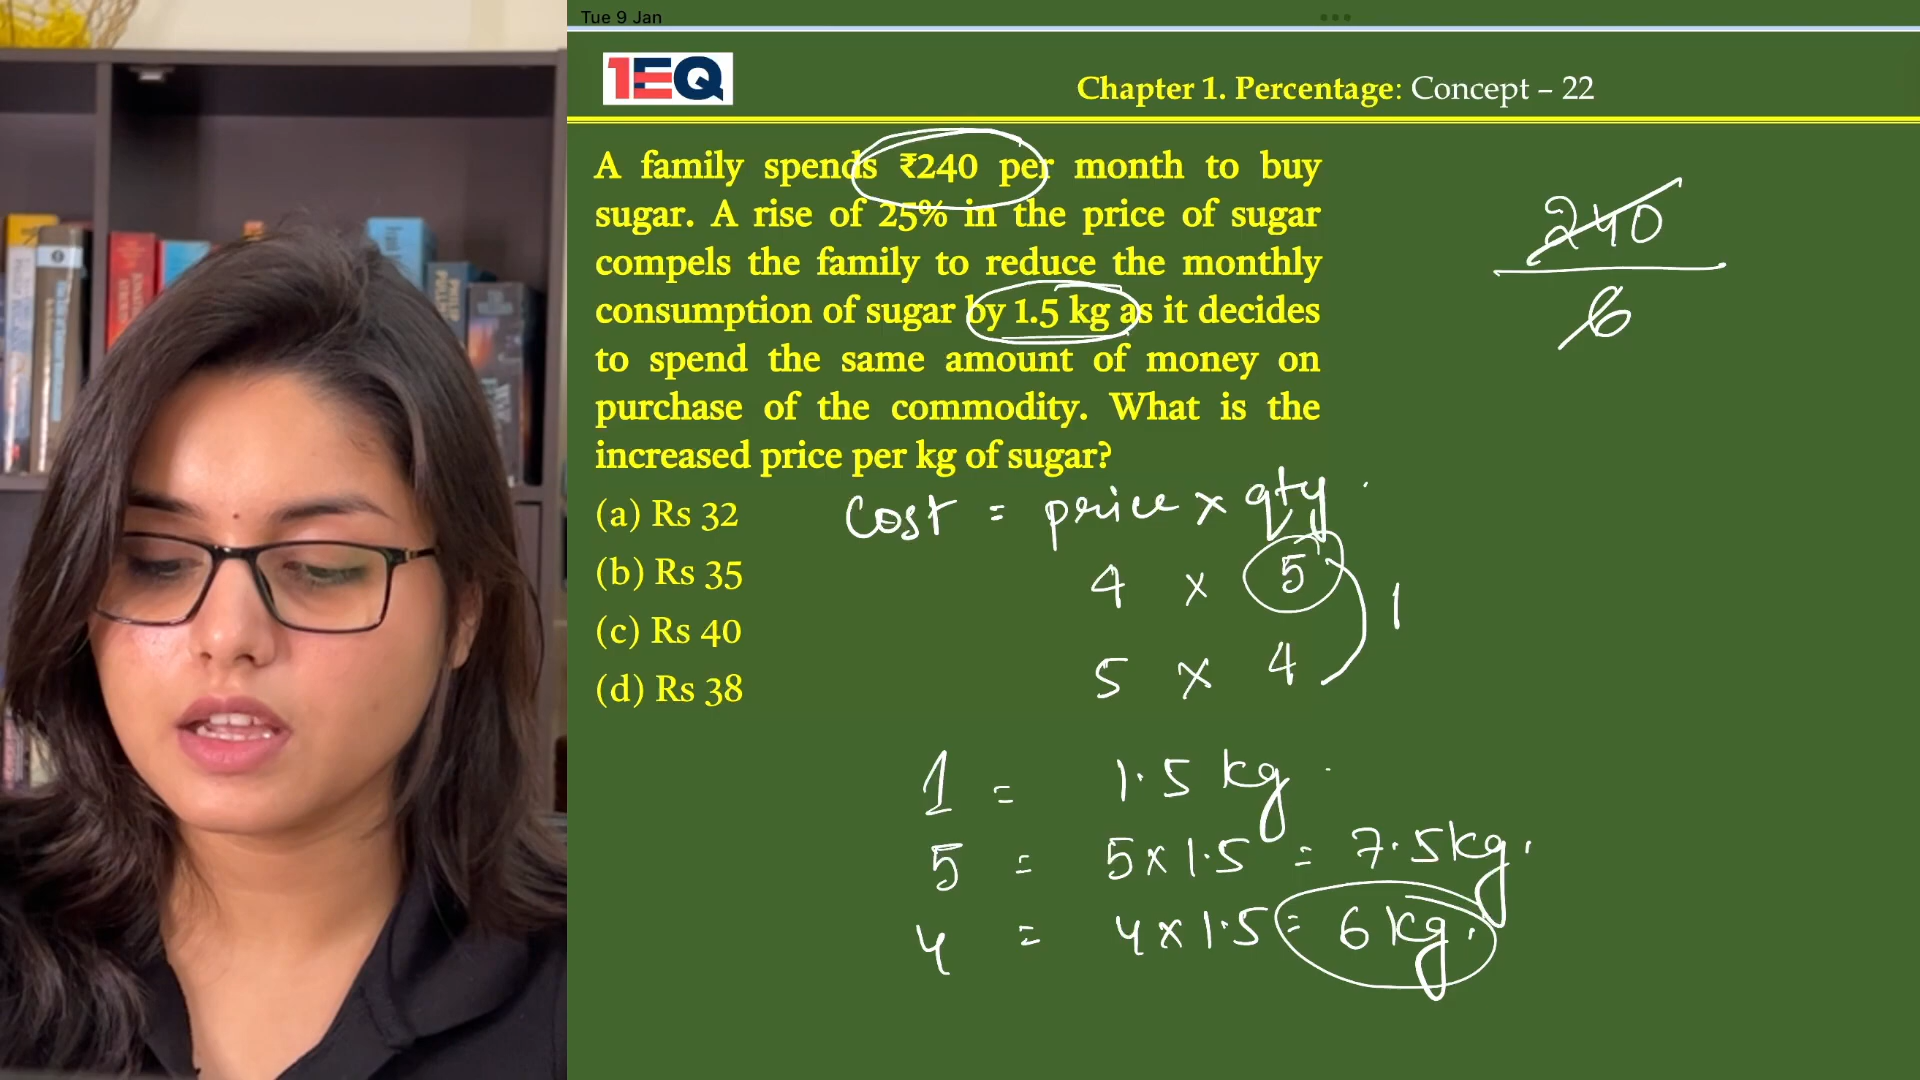 Tue 9 Jan
1EQ
Chapter 1. Percentage: Concept – 22
A family spends ₹240 per month to buy
sugar. A rise of 25% in the price of sugar
compels the family to reduce the monthly
consumption of sugar by 1.5 kg as it decides
to spend the same amount of money on
purchase of the commodity. What is the
increased price per kg of sugar?
(a) Rs 32
(b) Rs 35
(c) Rs 40
(d) Rs 38
240
6
Cost = price × qty
4 × 5
1
5 × 4
1 = 1.5 kg
5 = 5×1.5 = 7.5kg.
4 = 4×1.5 = 6kg.